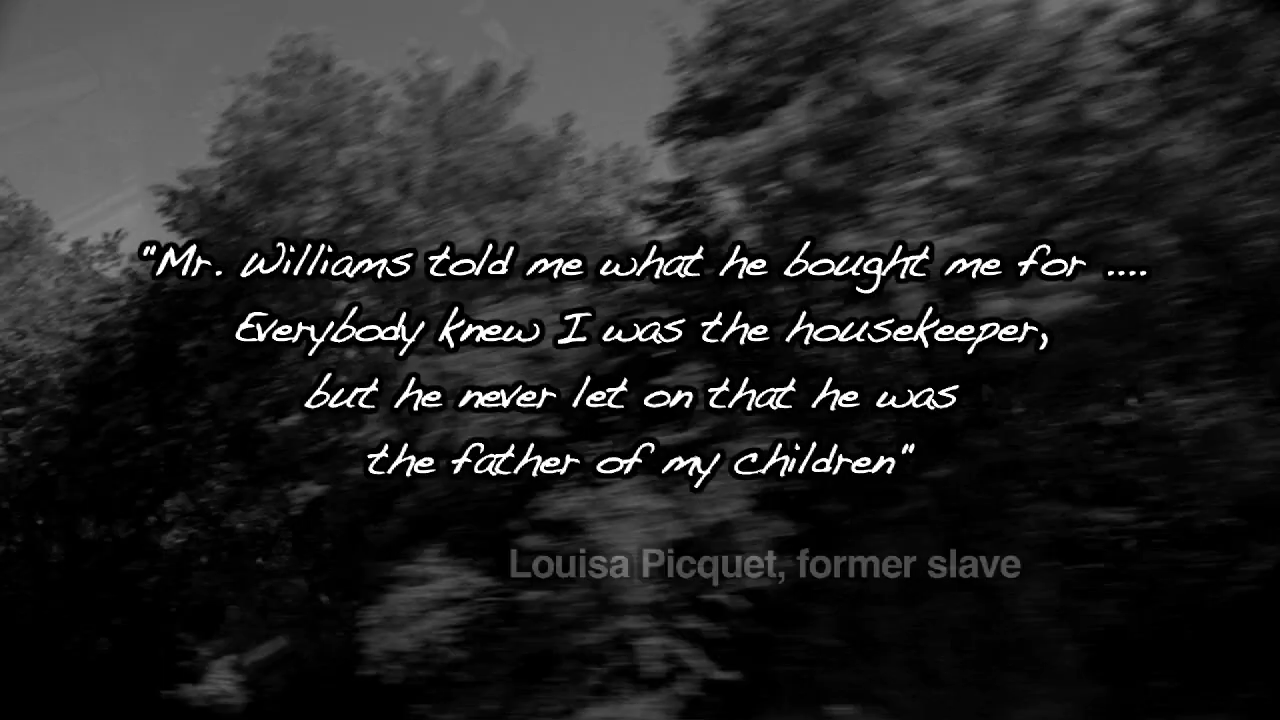 "Mr. Williams told me what he bought me for ....
Everybody knew I was the housekeeper,
but he never let on that he was
the father of my children"
Louisa Picquet, former slave